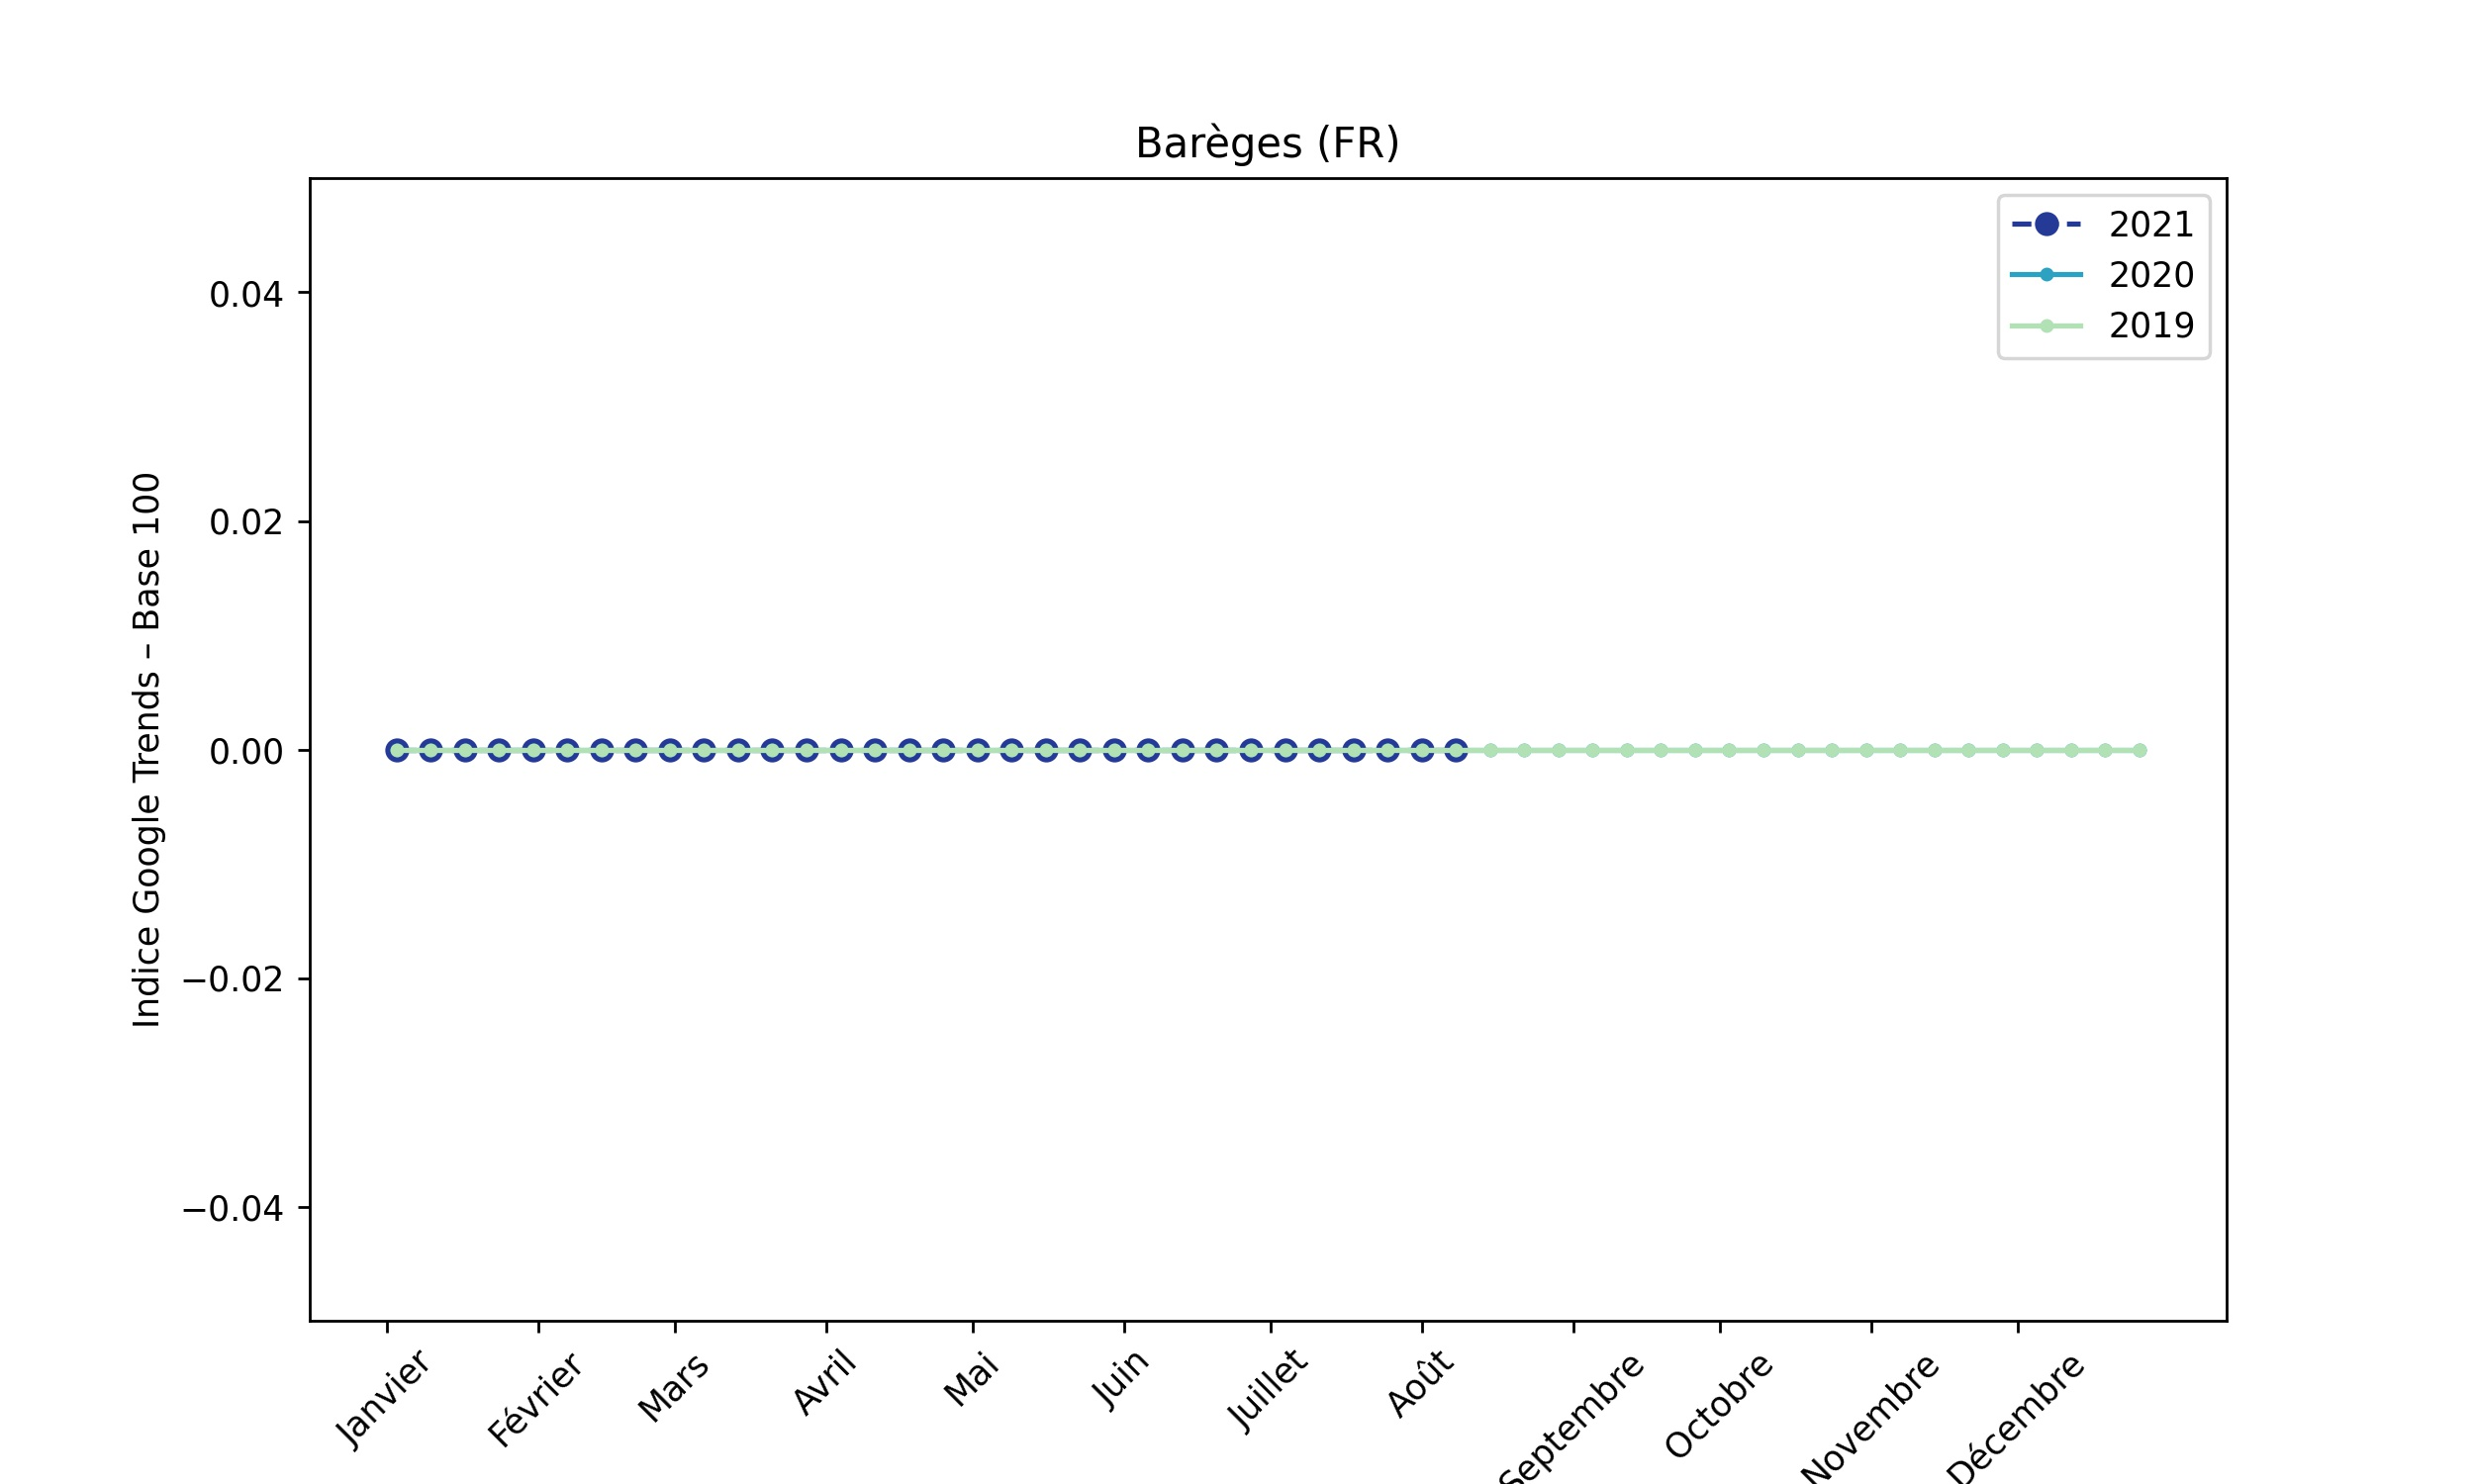 Barèges (FR)
2021
2020
2019
Indice Google Trends – Base 100
0.04
0.02
0.00
−0.02
−0.04
Janvier
Février
Mars
Avril
Mai
Juin
Juillet
Août
Septembre
Octobre
Novembre
Décembre